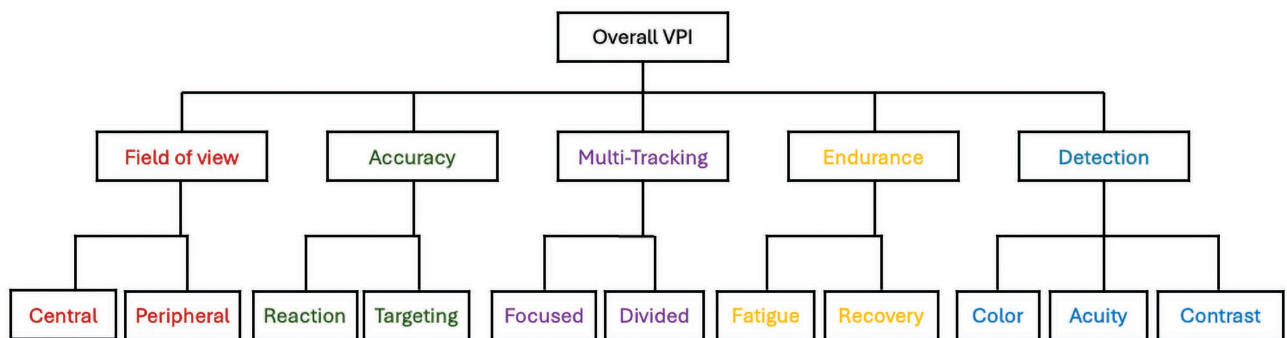 Overall VPI
Field of view Accuracy Multi-Tracking Endurance Detection
Central Peripheral Reaction Targeting Focused Divided Fatigue Recovery Color Acuity Contrast